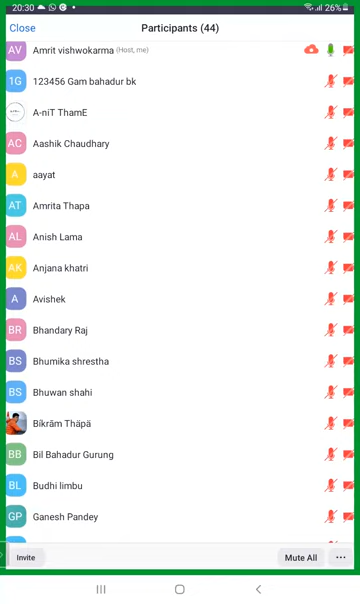 20:30
26%
Close
Participants (44)
AV Amrit vishwokarma (Host, me)
1G 123456 Gam bahadur bk
A-niT ThamE
AC Aashik Chaudhary
A aayat
AT Amrita Thapa
AL Anish Lama
AK Anjana khatri
A Avishek
BR Bhandary Raj
BS Bhumika shrestha
BS Bhuwan shahi
Bíkrãm Thäpä
BB Bil Bahadur Gurung
BL Budhi limbu
GP Ganesh Pandey
Invite
Mute All